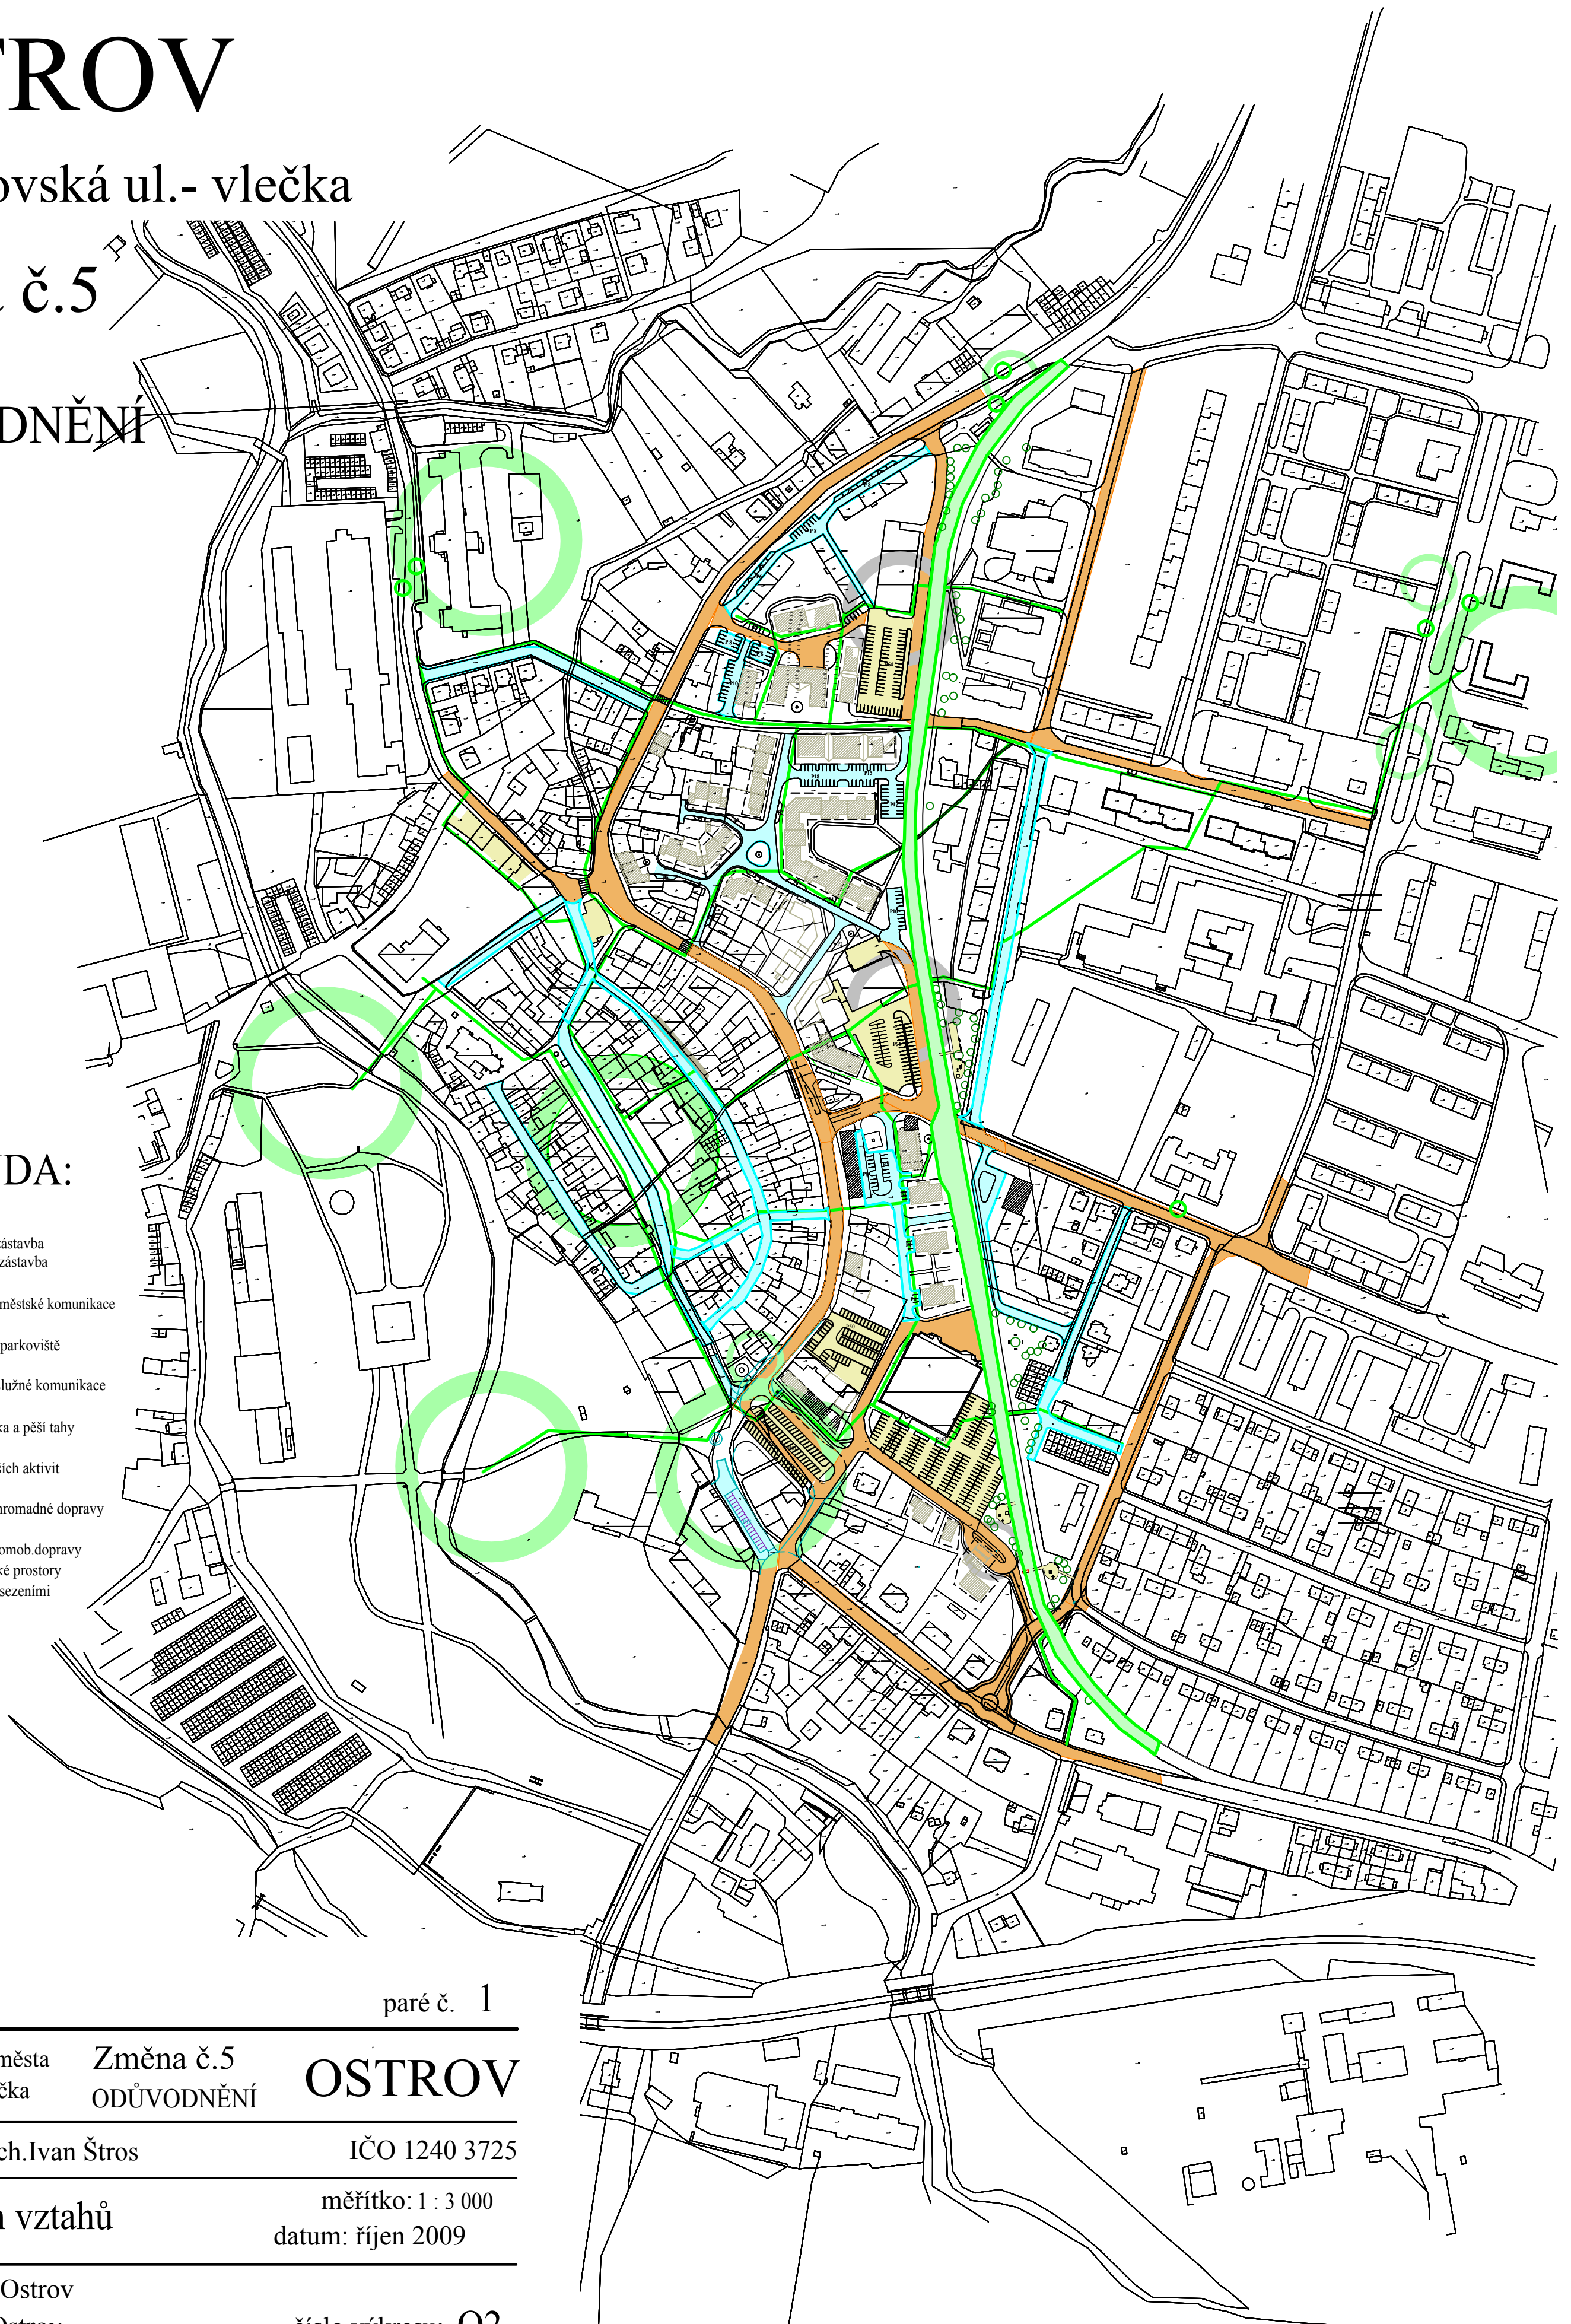 TROV
ovská ul.- vlečka
č.5
DNĚNÍ
DA:
zástavba
zástavba
městské komunikace
parkoviště
služné komunikace
ka a pěší tahy
ších aktivit
hromadné dopravy
omob.dopravy
ké prostory
sezeními
paré č. 1
města Změna č.5 OSTROV
čka ODŮVODNĚNÍ
ch.Ivan Štros IČO 1240 3725
vztahů měřítko: 1 : 3 000
datum: říjen 2009
Ostrov